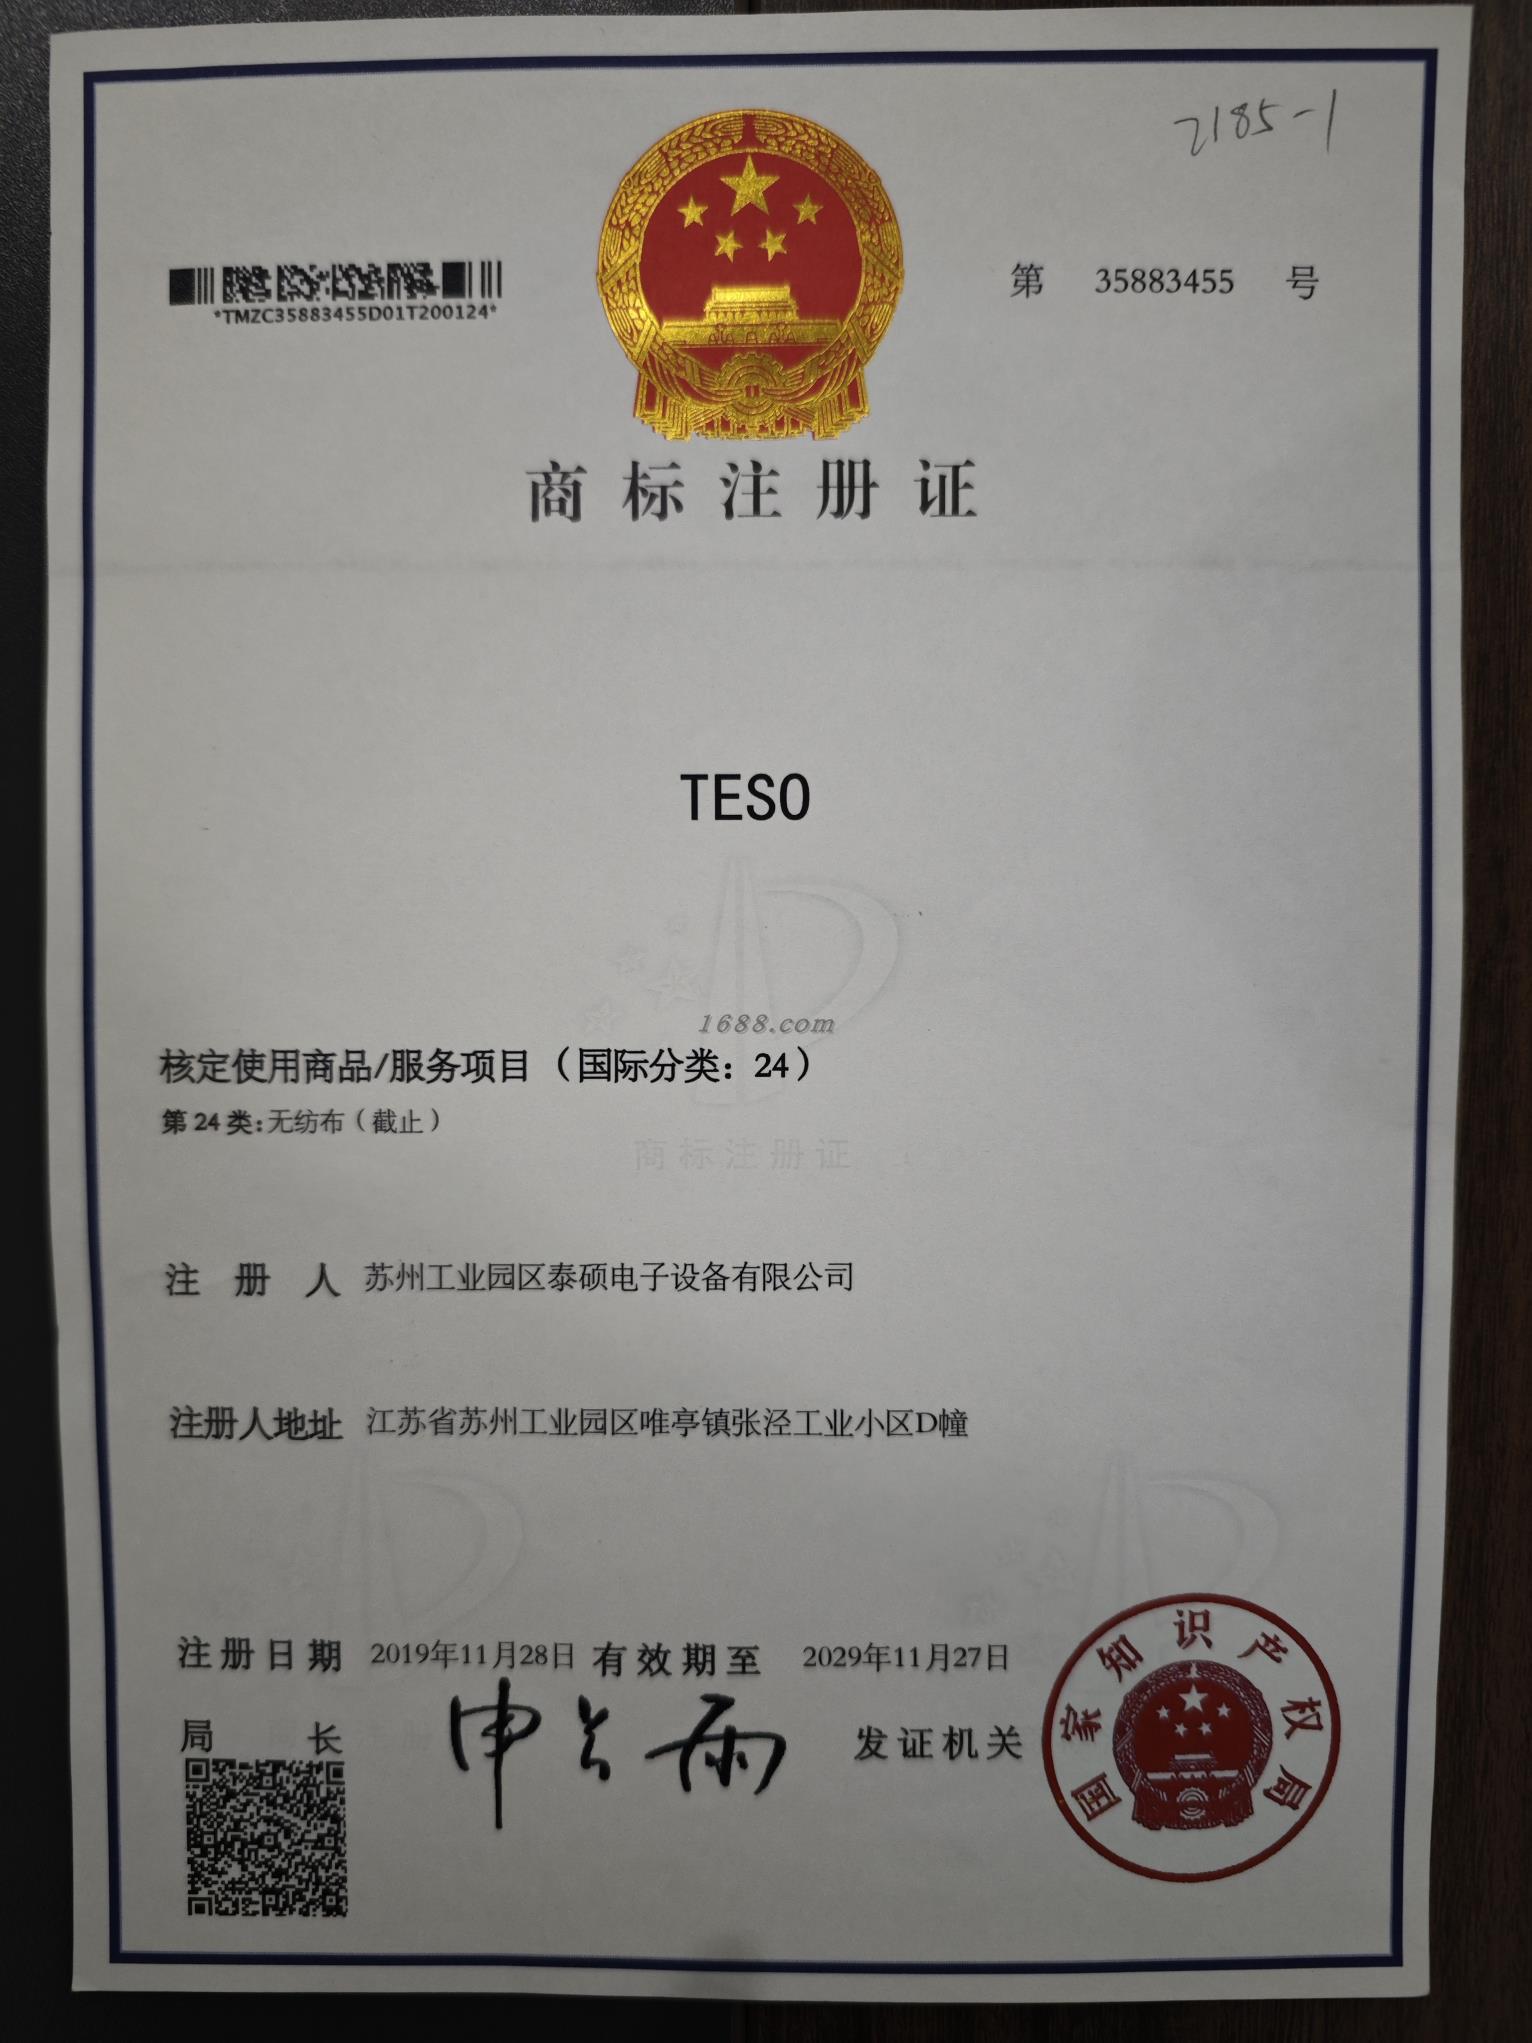 2185-1
第 35883455 号
*TMZC35883455D01T200124*
商标注册证
TESO
1688.com
核定使用商品/服务项目（国际分类：24）
第24类:无纺布（截止）
商标注册证
注册人 苏州工业园区泰硕电子设备有限公司
注册人地址 江苏省苏州工业园区唯亭镇张泾工业小区D幢
注册日期 2019年11月28日 有效期至 2029年11月27日
局长 申长雨 发证机关
国家知识产权局